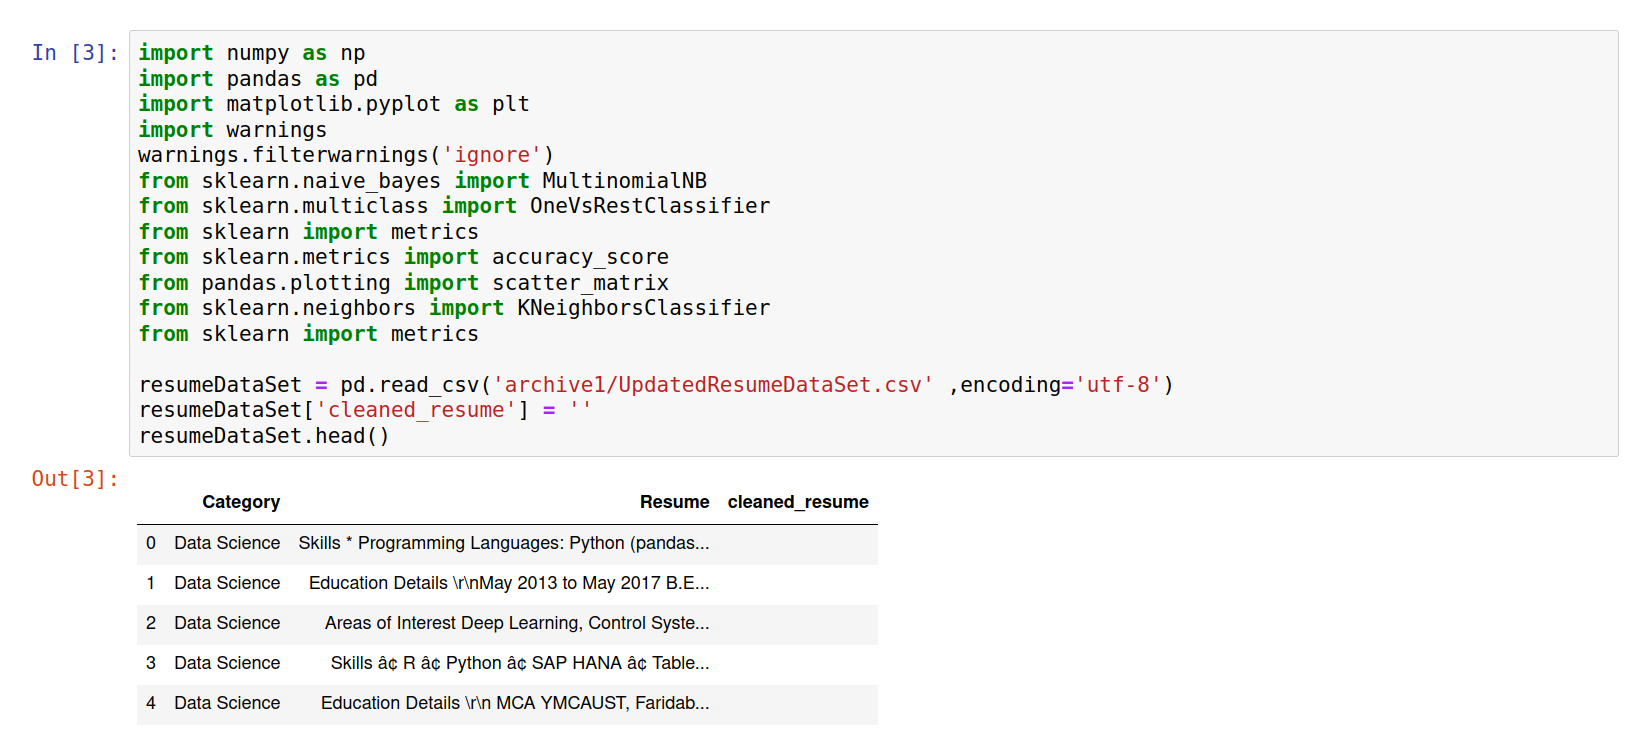 In [3]:
import numpy as np
import pandas as pd
import matplotlib.pyplot as plt
import warnings
warnings.filterwarnings('ignore')
from sklearn.naive_bayes import MultinomialNB
from sklearn.multiclass import OneVsRestClassifier
from sklearn import metrics
from sklearn.metrics import accuracy_score
from pandas.plotting import scatter_matrix
from sklearn.neighbors import KNeighborsClassifier
from sklearn import metrics
resumeDataSet = pd.read_csv('archive1/UpdatedResumeDataSet.csv' ,encoding='utf-8')
resumeDataSet['cleaned_resume'] = ''
resumeDataSet.head()
Out[3]:
Category Resume cleaned_resume
0 Data Science Skills * Programming Languages: Python (pandas...
1 Data Science Education Details \r\nMay 2013 to May 2017 B.E...
2 Data Science Areas of Interest Deep Learning, Control Syste...
3 Data Science Skills â¢ R â¢ Python â¢ SAP HANA â¢ Table...
4 Data Science Education Details \r\n MCA YMCAUST, Faridab...